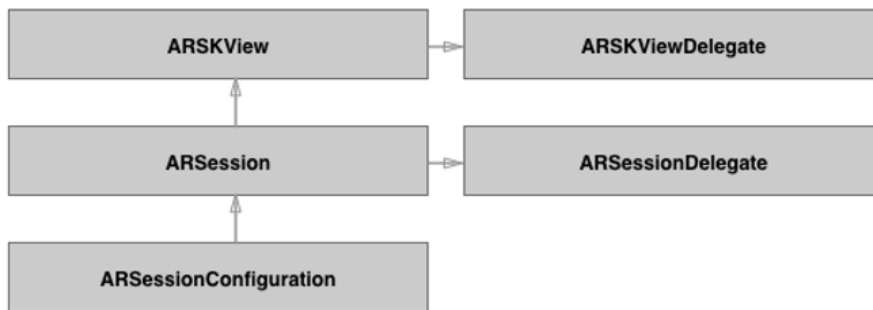 ARSKView
ARSKViewDelegate
ARSession
ARSessionDelegate
ARSessionConfiguration